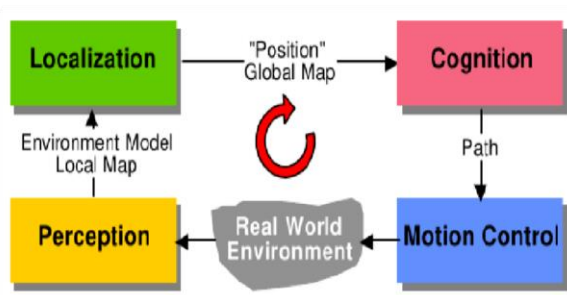 Localization
"Position"
Global Map
Cognition
Environment Model
Local Map
Path
Perception
Real World
Environment
Motion Control